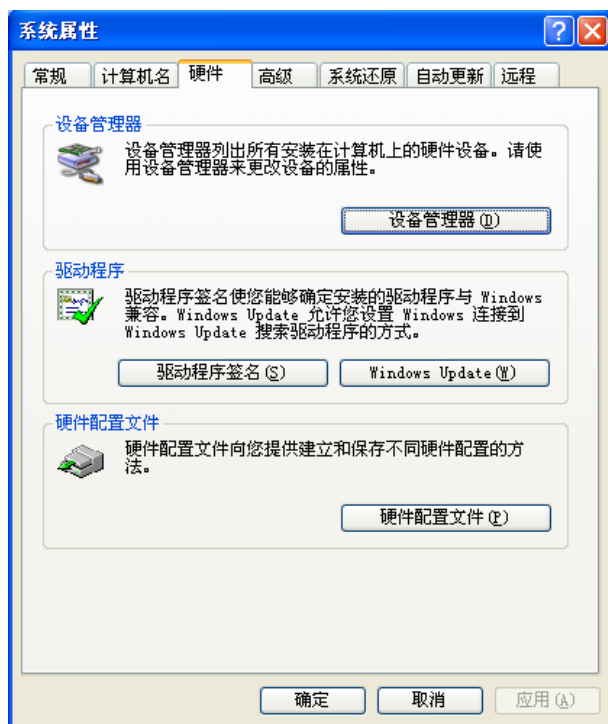 系统属性
常规 计算机名 硬件 高级 系统还原 自动更新 远程
设备管理器
设备管理器列出所有安装在计算机上的硬件设备。请使
用设备管理器来更改设备的属性。
设备管理器(D)
驱动程序
驱动程序签名使您能够确定安装的驱动程序与 Windows
兼容。Windows Update 允许您设置 Windows 连接到
Windows Update 搜索驱动程序的方式。
驱动程序签名(S) Windows Update(W)
硬件配置文件
硬件配置文件向您提供建立和保存不同硬件配置的方
法。
硬件配置文件(P)
确定 取消 应用(A)